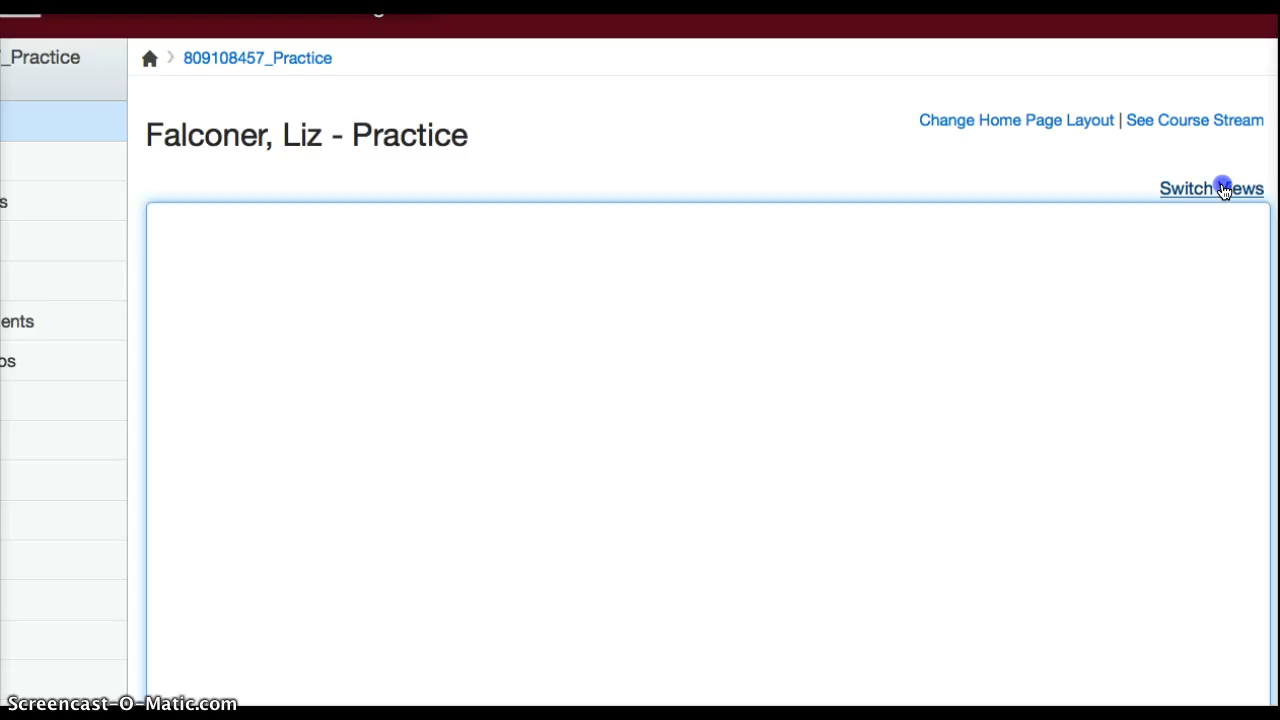 _Practice
809108457_Practice
Change Home Page Layout | See Course Stream
Falconer, Liz - Practice
Switch Views
s
ents
ps
Screencast-O-Matic.com